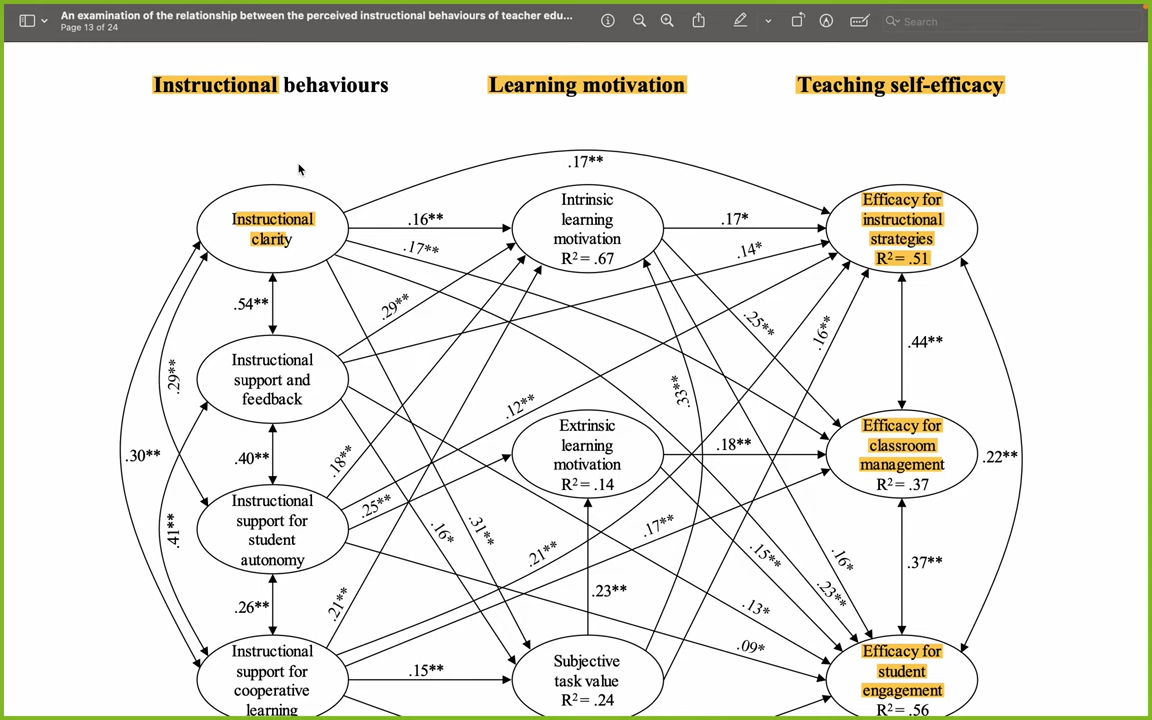 An examination of the relationship between the perceived instructional behaviours of teacher edu...
Page 13 of 24
Search
Instructional behaviours
Learning motivation
Teaching self-efficacy
.17**
Instructional
clarity
.16**
.17**
Intrinsic
learning
motivation
R² = .67
.17*
.14*
Efficacy for
instructional
strategies
R² = .51
.54**
.29**
.29**
.25**
.16**
.44**
Instructional
support and
feedback
.33**
.12**
.30**
.40**
.18**
.25**
Extrinsic
learning
motivation
R² = .14
.18**
Efficacy for
classroom
management
R² = .37
.22**
.41**
Instructional
support for
student
autonomy
.16*
.31**
.21**
.17**
.15**
.16*
.23**
.37**
.26**
.21**
.23**
.13*
.09*
Instructional
support for
cooperative
learning
.15**
Subjective
task value
R² = .24
Efficacy for
student
engagement
R² = .56